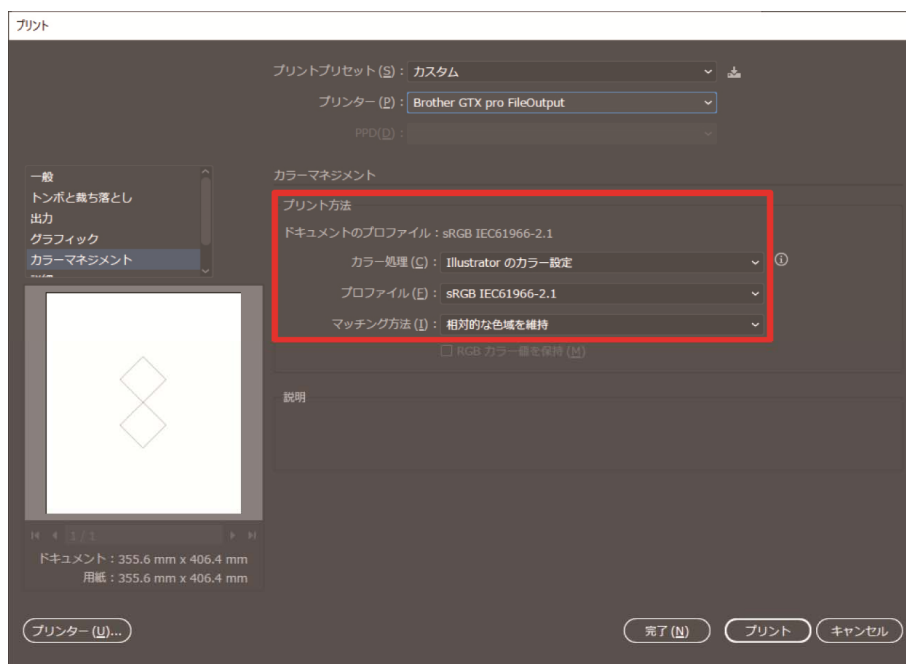 プリント
プリントプリセット(S)：カスタム
プリンター(P)：Brother GTX pro FileOutput
PPD(D)：
一般
トンボと裁ち落とし
出力
グラフィック
カラーマネジメント
カラーマネジメント
プリント方法
ドキュメントのプロファイル：sRGB IEC61966-2.1
カラー処理(C)：Illustrator のカラー設定
プロファイル(F)：sRGB IEC61966-2.1
マッチング方法(I)：相対的な色域を維持
RGB カラー値を保持(M)
説明
1 / 1
ドキュメント：355.6 mm x 406.4 mm
用紙：355.6 mm x 406.4 mm
プリンター(U)...
完了(N)
プリント
キャンセル